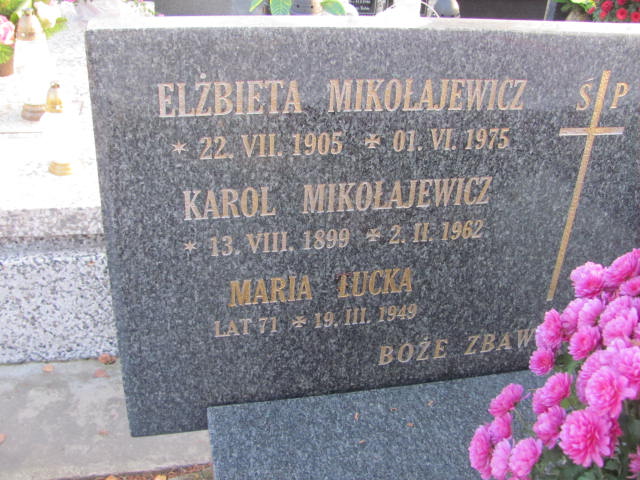 ELŻBIETA MIKOŁAJEWICZ
* 22. VII. 1905 ✠ 01. VI. 1975
Ś P
KAROL MIKOŁAJEWICZ
* 13. VIII. 1899 ✠ 2. II. 1962
MARIA ŁUCKA
LAT 71 ✠ 19. III. 1949
BOŻE ZBAW